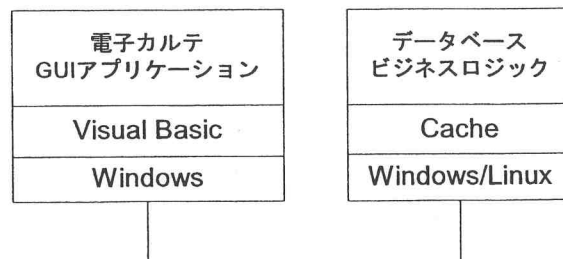 電子カルテ
GUIアプリケーション
Visual Basic
Windows
データベース
ビジネスロジック
Cache
Windows/Linux